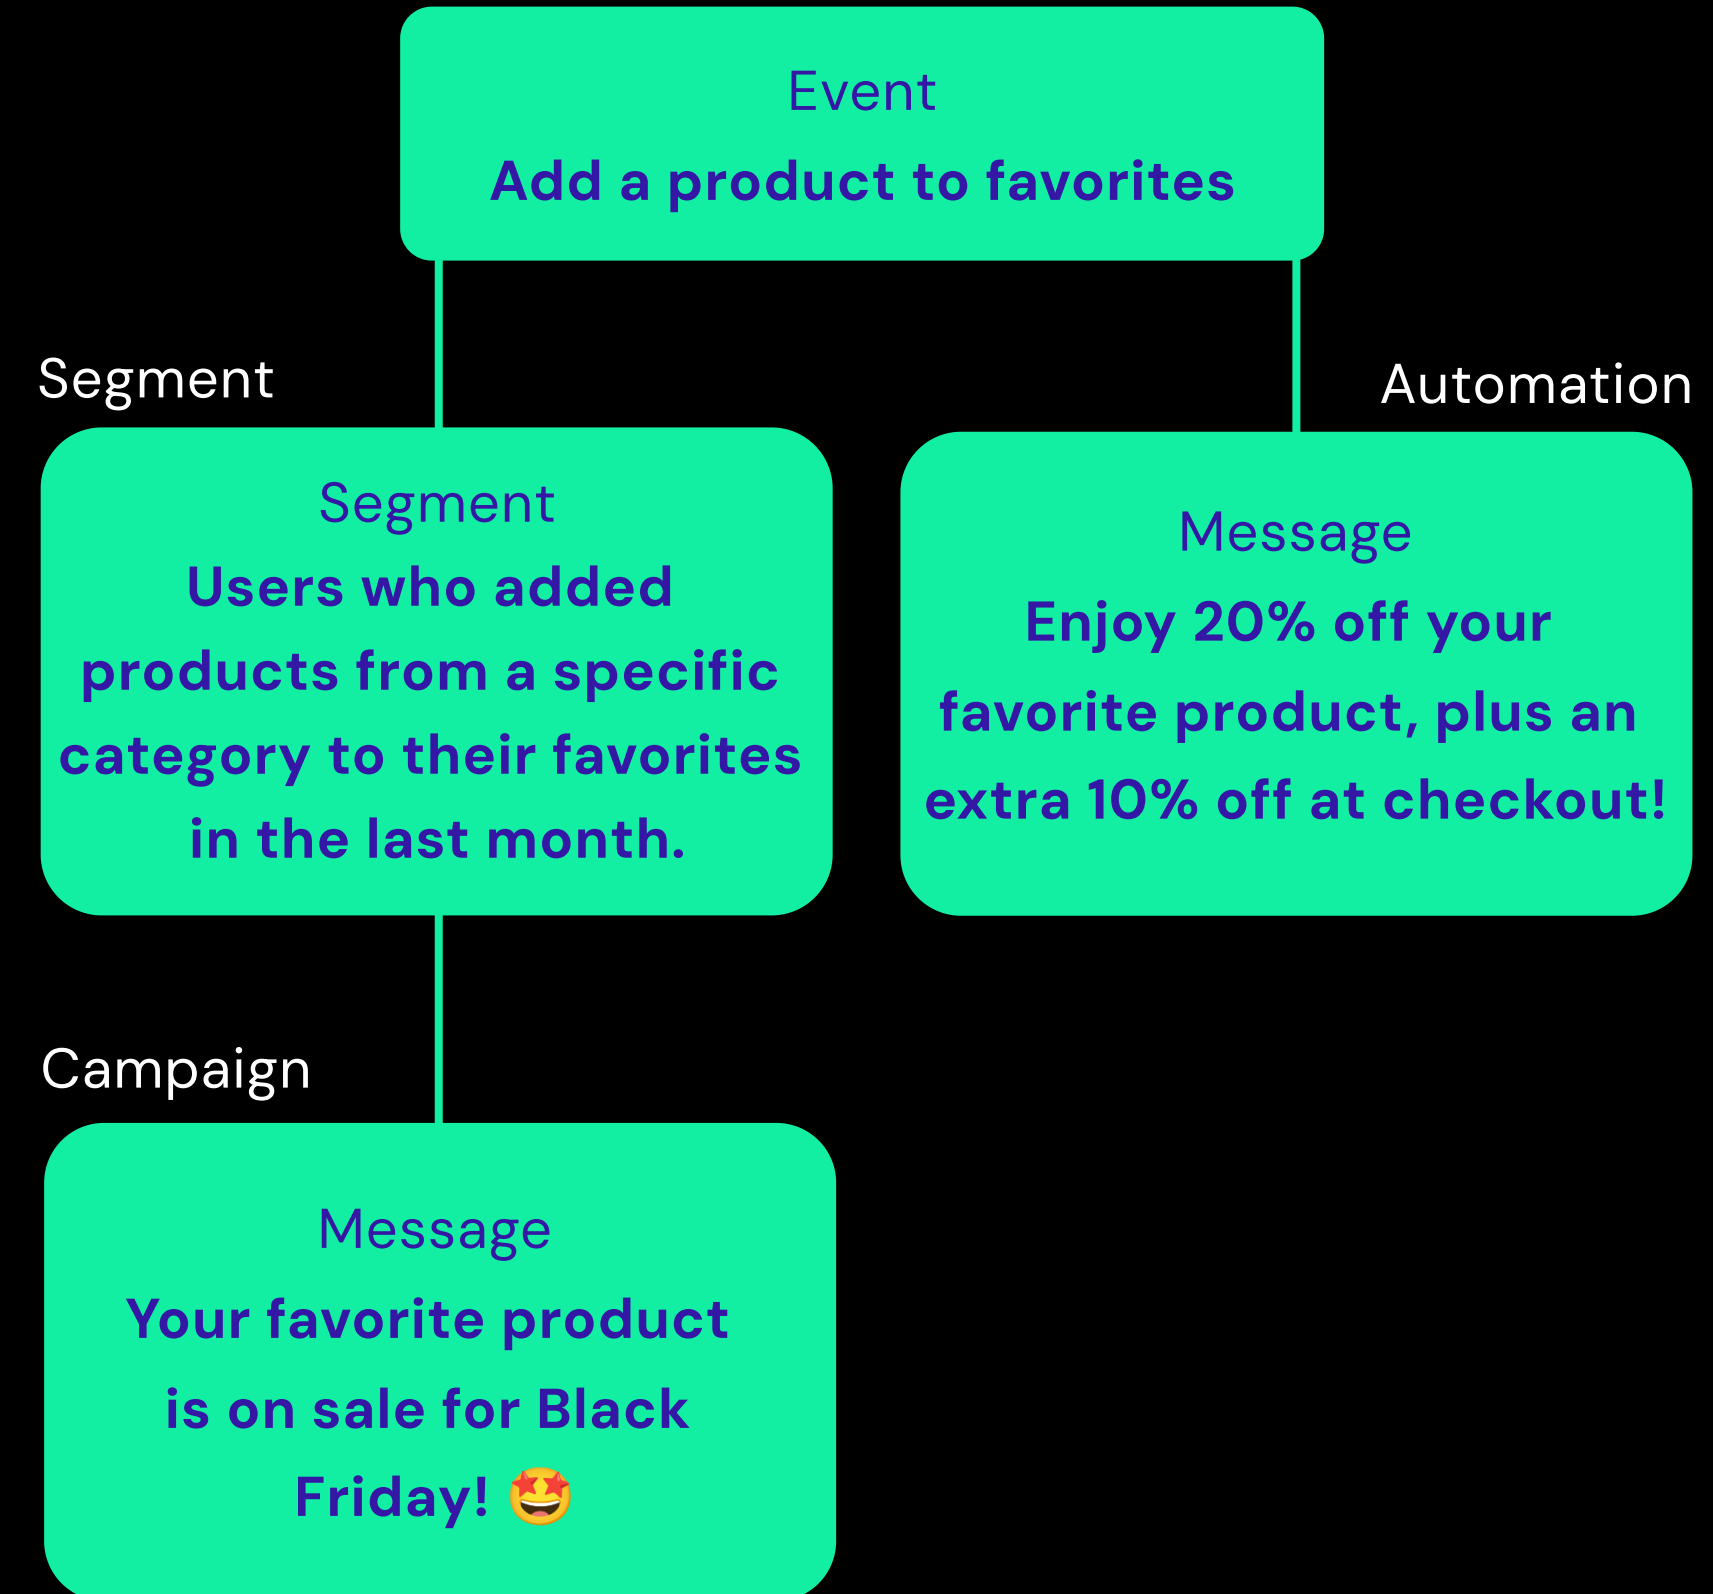 Event
Add a product to favorites
Segment
Automation
Segment
Users who added
products from a specific
category to their favorites
in the last month.
Message
Enjoy 20% off your
favorite product, plus an
extra 10% off at checkout!
Campaign
Message
Your favorite product
is on sale for Black
Friday! 🤩